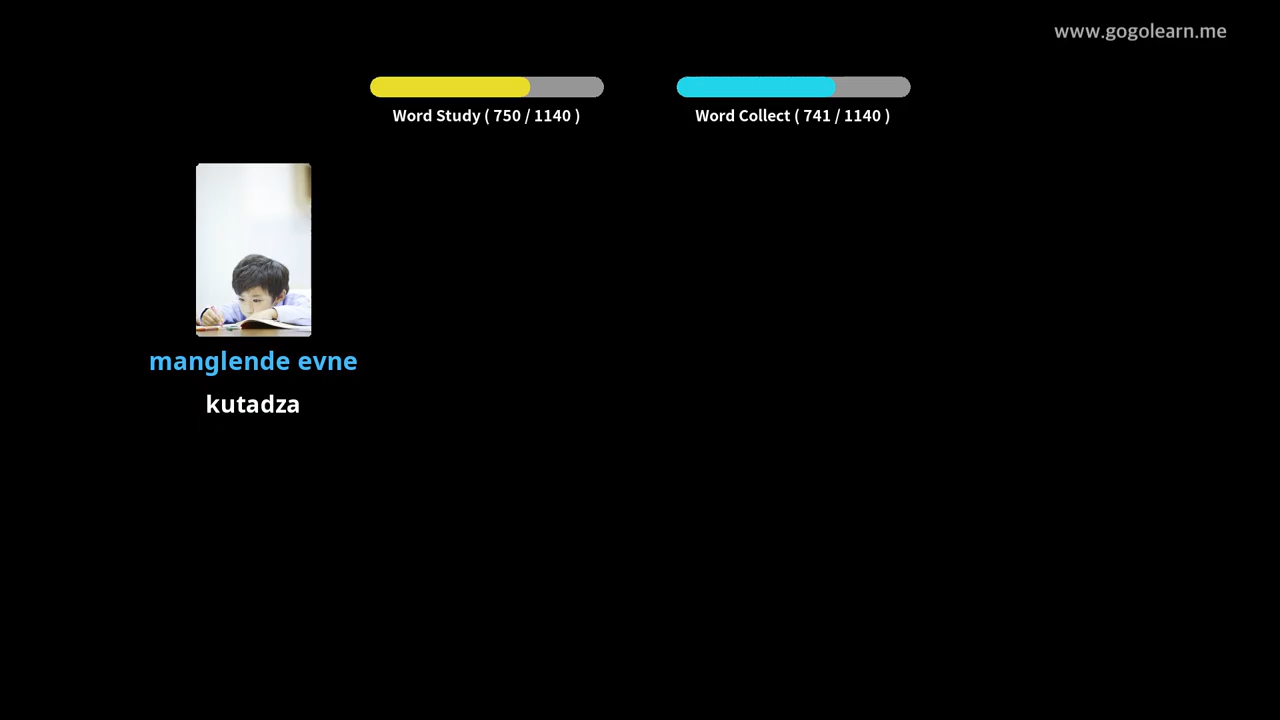 www.gogolearn.me
Word Study ( 750 / 1140 )
Word Collect ( 741 / 1140 )
manglende evne
kutadza